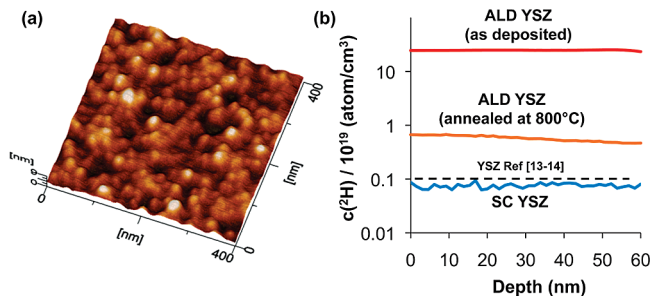 (a)
400
[nm]
[nm]
0
0
[nm]
400
0
(b)
c(²H) / 10¹⁹ (atom/cm³)
10
1
0.1
0.01
ALD YSZ
(as deposited)
ALD YSZ
(annealed at 800°C)
YSZ Ref [13-14]
SC YSZ
0 10 20 30 40 50 60
Depth (nm)